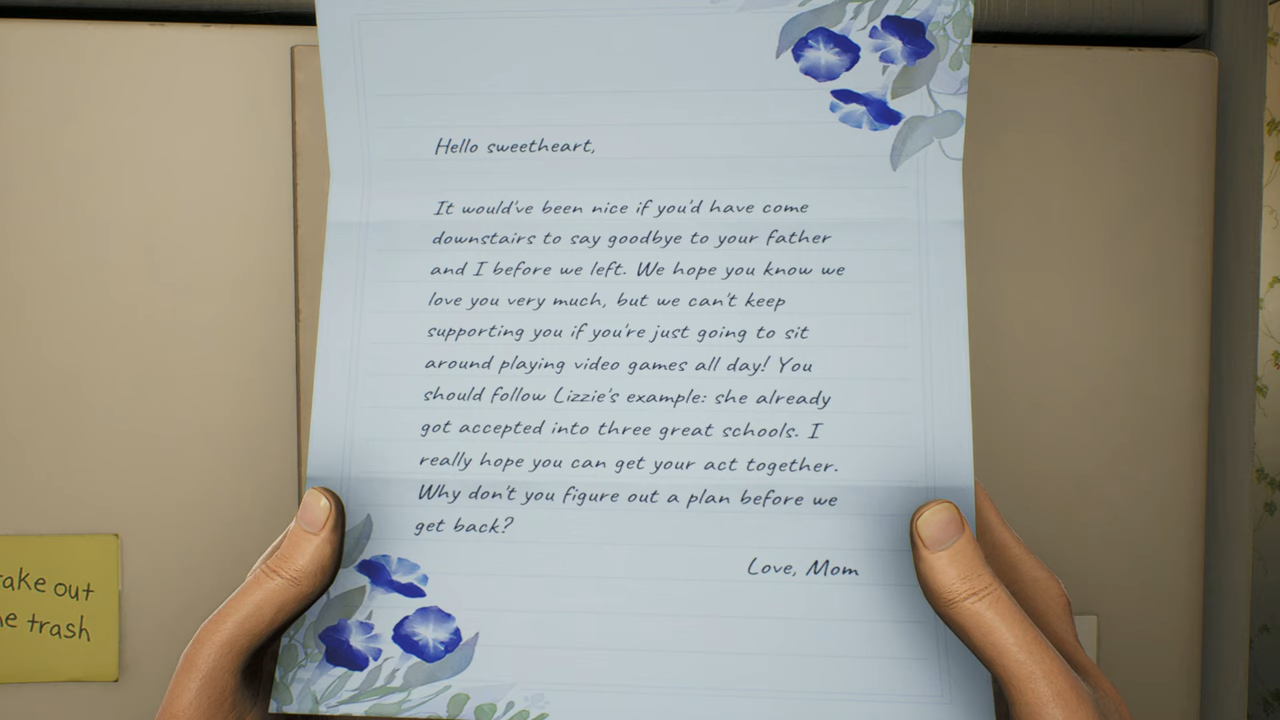 Hello sweetheart,
It would've been nice if you'd have come
downstairs to say goodbye to your father
and I before we left. We hope you know we
love you very much, but we can't keep
supporting you if you're just going to sit
around playing video games all day! You
should follow Lizzie's example: she already
got accepted into three great schools. I
really hope you can get your act together.
Why don't you figure out a plan before we
get back?
Love, Mom
out
trash